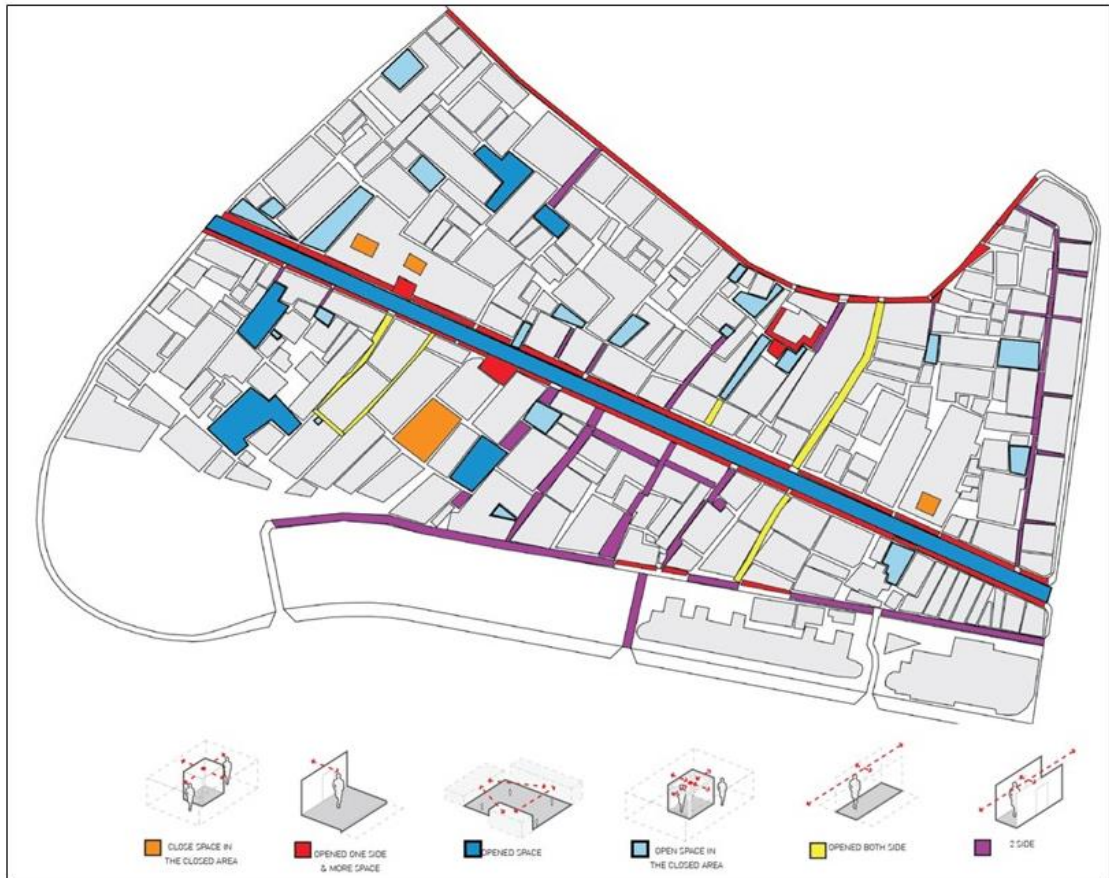 CLOSE SPACE IN
THE CLOSED AREA
OPENED ONE SIDE
& MORE SPACE
OPENED SPACE
OPEN SPACE IN
THE CLOSED AREA
OPENED BOTH SIDE
2 SIDE